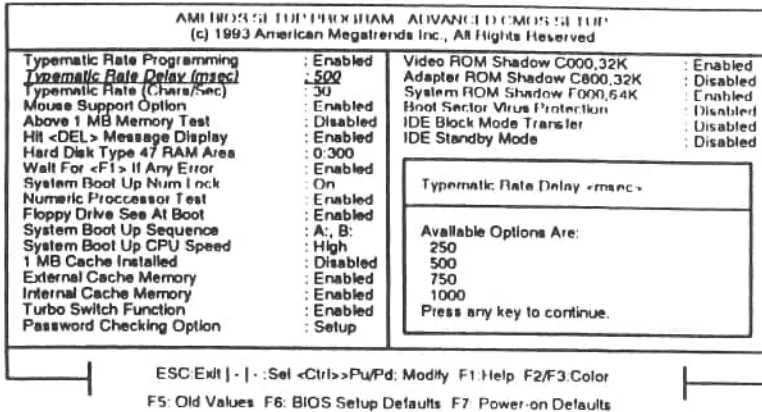 AMIBIOS SETUP PROGRAM ADVANCED CMOS SETUP
(c) 1993 American Megatrends Inc., All Rights Reserved
Typematic Rate Programming : Enabled
Typematic Rate Delay (msec) : 500
Typematic Rate (Chars/Sec) : 30
Mouse Support Option : Enabled
Above 1 MB Memory Test : Disabled
Hit <DEL> Message Display : Enabled
Hard Disk Type 47 RAM Area : 0:300
Wait For <F1> If Any Error : Enabled
System Boot Up Num Lock : On
Numeric Proccessor Test : Enabled
Floppy Drive See At Boot : Enabled
System Boot Up Sequence : A:, B:
System Boot Up CPU Speed : High
1 MB Cache Installed : Disabled
External Cache Memory : Enabled
Internal Cache Memory : Enabled
Turbo Switch Function : Enabled
Password Checking Option : Setup
Video ROM Shadow C000,32K : Enabled
Adapter ROM Shadow C800,32K : Disabled
System ROM Shadow F000,64K : Enabled
Boot Sector Virus Protection : Disabled
IDE Block Mode Transfer : Disabled
IDE Standby Mode : Disabled
Typematic Rate Delay <msec>
Available Options Are:
250
500
750
1000
Press any key to continue.
ESC:Exit | - | - :Sel <Ctrl>>Pu/Pd: Modify F1:Help F2/F3:Color
F5: Old Values F6: BIOS Setup Defaults F7: Power-on Defaults